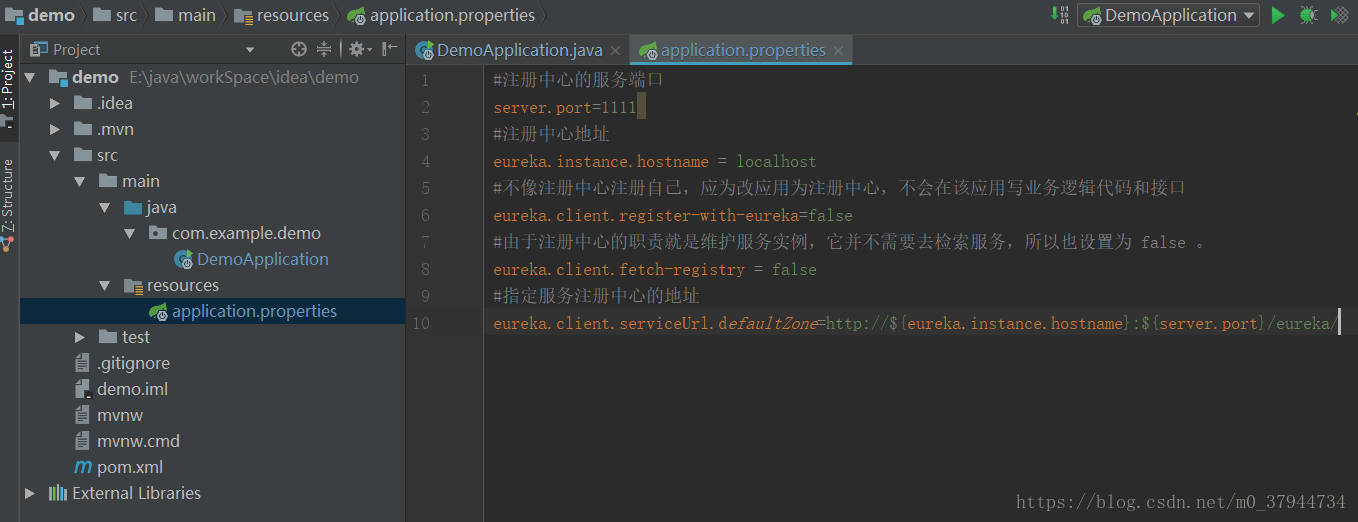 demo src main resources application.properties DemoApplication
Project DemoApplication.java application.properties
1: Project
Z: Structure
demo E:\java\workSpace\idea\demo
.idea
.mvn
src
main
java
com.example.demo
DemoApplication
resources
application.properties
test
.gitignore
demo.iml
mvnw
mvnw.cmd
pom.xml
External Libraries
1 #注册中心的服务端口
2 server.port=1111
3 #注册中心地址
4 eureka.instance.hostname = localhost
5 #不像注册中心注册自己，应为改应用为注册中心，不会在该应用写业务逻辑代码和接口
6 eureka.client.register-with-eureka=false
7 #由于注册中心的职责就是维护服务实例，它并不需要去检索服务，所以也设置为 false 。
8 eureka.client.fetch-registry = false
9 #指定服务注册中心的地址
10 eureka.client.serviceUrl.defaultZone=http://${eureka.instance.hostname}:${server.port}/eureka/
https://blog.csdn.net/m0_37944734